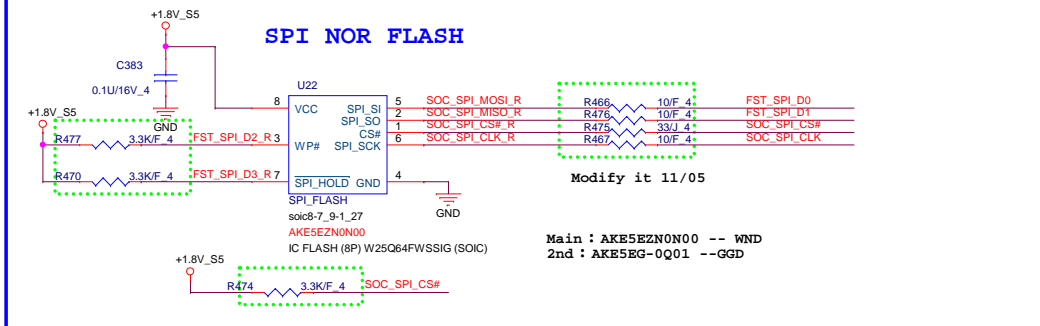 +1.8V_S5
SPI NOR FLASH
C383
0.1U/16V_4
GND
U22
8 VCC SPI_SI 5 SOC_SPI_MOSI_R R466 10/F_4 FST_SPI_D0
SPI_SO 2 SOC_SPI_MISO_R R476 10/F_4 FST_SPI_D1
CS# 1 SOC_SPI_CS#_R R475 33/J_4 SOC_SPI_CS#
+1.8V_S5
R477 3.3K/F_4 FST_SPI_D2_R 3 WP# SPI_SCK 6 SOC_SPI_CLK_R R467 10/F_4 SOC_SPI_CLK
R470 3.3K/F_4 FST_SPI_D3_R 7 SPI_HOLD GND 4
Modify it 11/05
GND
SPI_FLASH
soic8-7_9-1_27
AKE5EZN0N00
IC FLASH (8P) W25Q64FWSSIG (SOIC)
Main：AKE5EZN0N00 -- WND
2nd：AKE5EG-0Q01 --GGD
+1.8V_S5
R474 3.3K/F_4 SOC_SPI_CS#